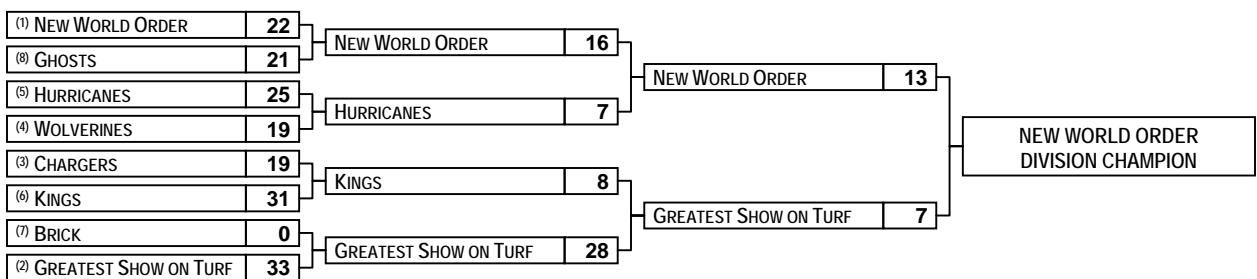 (1) NEW WORLD ORDER 22
(8) GHOSTS 21
(5) HURRICANES 25
(4) WOLVERINES 19
(3) CHARGERS 19
(6) KINGS 31
(7) BRICK 0
(2) GREATEST SHOW ON TURF 33
NEW WORLD ORDER 16
HURRICANES 7
KINGS 8
GREATEST SHOW ON TURF 28
NEW WORLD ORDER 13
GREATEST SHOW ON TURF 7
NEW WORLD ORDER
DIVISION CHAMPION